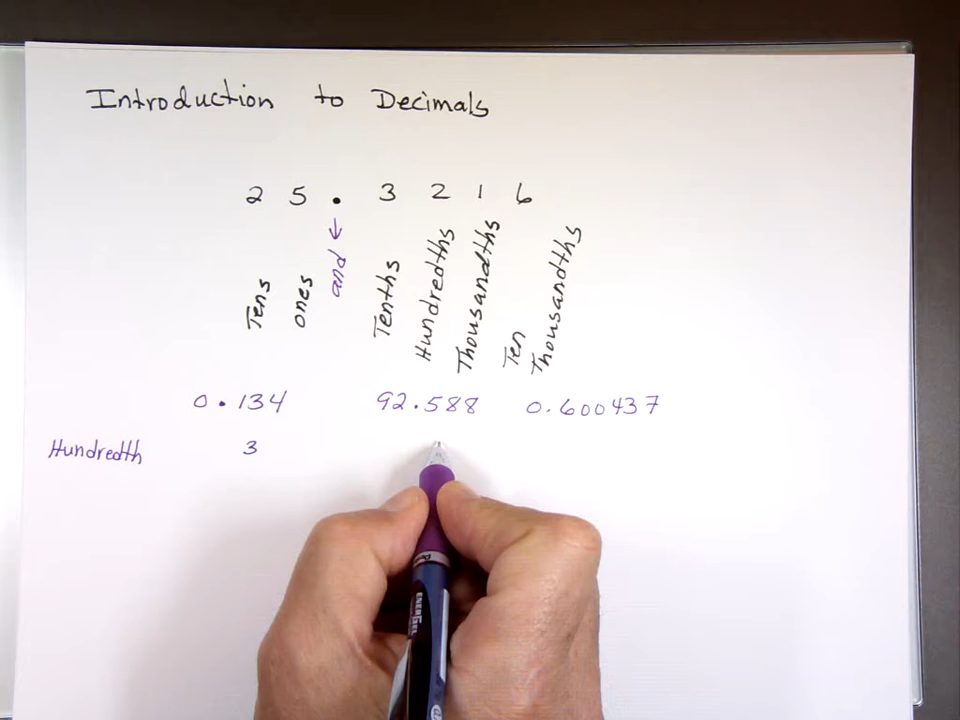 Introduction to Decimals
2 5 . 3 2 1 6
Tens ones and ← Tenths Hundredths Thousandths Ten Thousandths
0.134 92.588 0.600437
Hundredth 3
ENERGEL